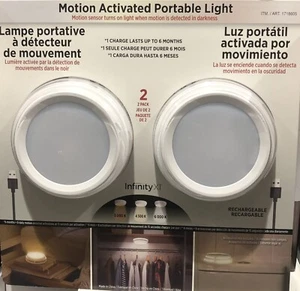 Motion Activated Portable Light
Motion sensor turns on light when motion is detected in darkness
ITM. / ART. 1718605
Lampe portative
à détecteur
de mouvement
Lumière activée par la détection de
mouvements dans le noir
*1 CHARGE LASTS UP TO 6 MONTHS
*1 SEULE CHARGE PEUT DURER 6 MOIS
*1 CARGA DURA HASTA 6 MESES
Luz portátil
activada por
movimiento
La luz se enciende cuando se detecta
movimiento en la oscuridad
2
2 PACK
JEU DE 2
PAQUETE
DE 2
Infinity X1
RECHARGEABLE
RECARGABLE